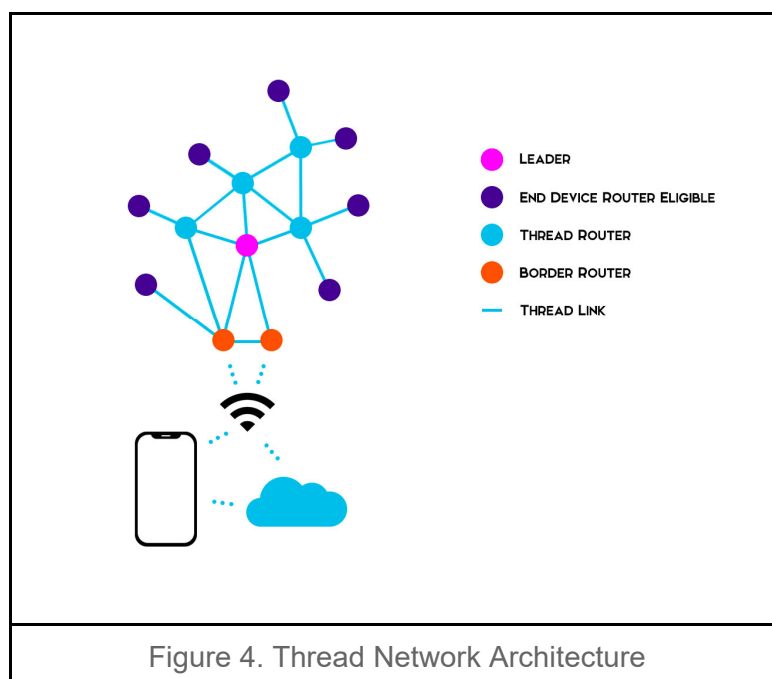 LEADER
END DEVICE ROUTER ELIGIBLE
THREAD ROUTER
BORDER ROUTER
THREAD LINK
Figure 4. Thread Network Architecture